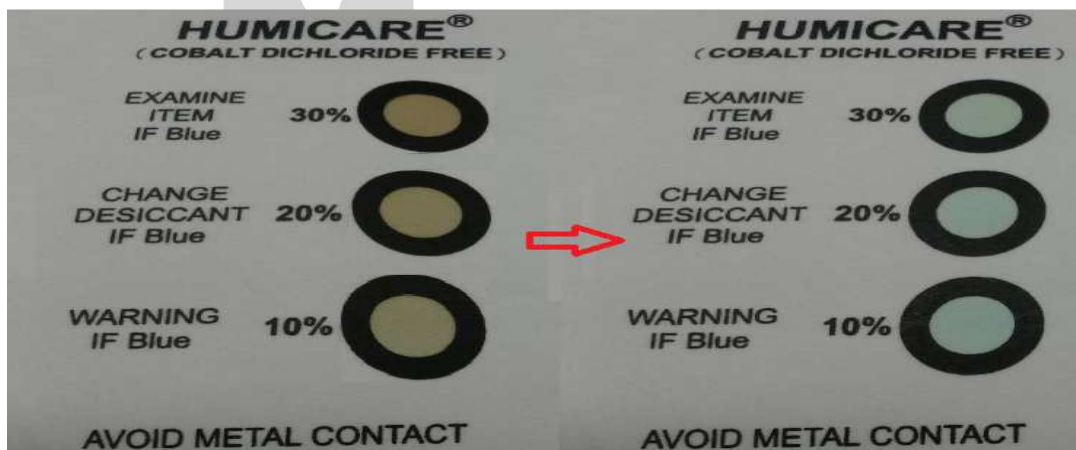 HUMICARE®
(COBALT DICHLORIDE FREE)
EXAMINE
ITEM
IF Blue
30%
CHANGE
DESICCANT
IF Blue
20%
WARNING
IF Blue
10%
AVOID METAL CONTACT
HUMICARE®
(COBALT DICHLORIDE FREE)
EXAMINE
ITEM
IF Blue
30%
CHANGE
DESICCANT
IF Blue
20%
WARNING
IF Blue
10%
AVOID METAL CONTACT